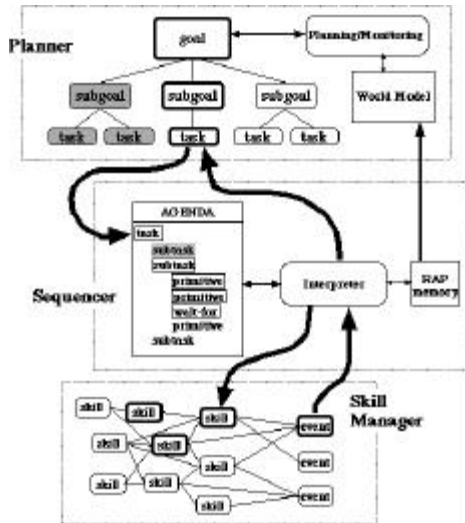 Planner
goal
Planning/Monitoring
subgoal
subgoal
subgoal
World Model
task
task
task
task
task
AGENDA
task
subtask
subtask
primitive
primitive
wait-for
primitive
subtask
Sequencer
Interpreter
RAP
memory
Skill
Manager
skill
skill
skill
event
skill
skill
skill
event
skill
skill
event
skill